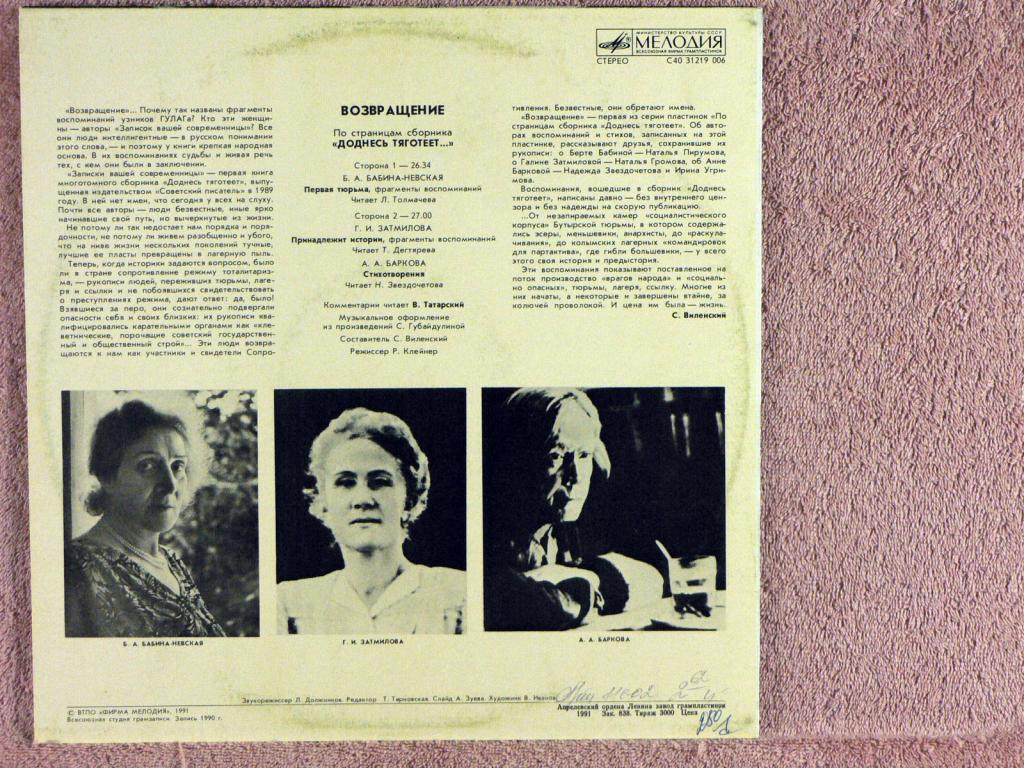 МИНИСТЕРСТВО КУЛЬТУРЫ СССР
МЕЛОДИЯ
ВСЕСОЮЗНАЯ ФИРМА ГРАМПЛАСТИНОК
СТЕРЕО С40 31219 006
«Возвращение»... Почему так названы фрагменты
воспоминаний узников ГУЛАГа? Кто эти женщи-
ны — авторы «Записок вашей современницы»? Все
они люди интеллигентные — в русском понимании
этого слова, — и поэтому у книги крепкая народная
основа. В их воспоминаниях судьбы и живая речь
тех, с кем они были в заключении.
«Записки вашей современницы» — первая книга
многотомного сборника «Доднесь тяготеет», выпу-
щенная издательством «Советский писатель» в 1989
году. В ней нет имен, что сегодня у всех на слуху.
Почти все авторы — люди безвестные, иные ярко
начинавшие свой путь, но вычеркнутые из жизни.
Не потому ли так недостает нам порядка и поря-
дочности, не потому ли живем разобщенно и убого,
что на ниве жизни нескольких поколений тучные,
лучшие ее пласты превращены в лагерную пыль.
Теперь, когда историки задаются вопросом, было
ли в стране сопротивление режиму тоталитариз-
ма, — рукописи людей, переживших тюрьмы, лаге-
ря и ссылки и не побоявшихся свидетельствовать
о преступлениях режима, дают ответ: да, было!
Взявшиеся за перо, они сознательно подвергали
опасности себя и своих близких: их рукописи «ква-
лифицировались карательными органами как «кле-
ветнические, порочащие советский государствен-
ный и общественный строй»... Эти люди возвра-
щаются к нам как участники и свидетели Сопро-
ВОЗВРАЩЕНИЕ
По страницам сборника
«ДОДНЕСЬ ТЯГОТЕЕТ...»
Сторона 1 — 26.34
Б. А. БАБИНА-НЕВСКАЯ
Первая тюрьма, фрагменты воспоминаний
Читает Л. Толмачева
Сторона 2 — 27.00
Г. И. ЗАТМИЛОВА
Принадлежит истории, фрагменты воспоминаний
Читает Т. Дегтярева
А. А. БАРКОВА
Стихотворения
Читает Н. Звездочетова
Комментарии читает В. Татарский
Музыкальное оформление
из произведений С. Губайдулиной
Составитель С. Виленский
Режиссер Р. Клейнер
тивления. Безвестные, они обретают имена.
«Возвращение» — первая из серии пластинок «По
страницам сборника «Доднесь тяготеет». Об авто-
рах воспоминаний и стихов, записанных на этой
пластинке, рассказывают друзья, сохранившие их
рукописи: о Берте Бабиной — Наталья Пирумова,
о Галине Затмиловой — Наталья Громова, об Анне
Барковой — Надежда Звездочетова и Ирина Угри-
мова.
Воспоминания, вошедшие в сборник «Доднесь
тяготеет», написаны давно — без внутреннего цен-
зора и без надежды на скорую публикацию.
...От незапираемых камер «социалистического
корпуса» Бутырской тюрьмы, в котором содержа-
лись эсеры, меньшевики, анархисты, до «раскула-
чивания», до колымских лагерных «командировок
для партактива», где гибли большевики, — у всего
этого своя история и предыстория.
Эти воспоминания показывают поставленное на
поток производство «врагов народа» и «социаль-
но опасных», тюрьмы, лагеря, ссылку. Многие из
них начаты, а некоторые и завершены втайне, за
колючей проволокой. И цена им была — жизнь.
С. Виленский
Б. А. БАБИНА-НЕВСКАЯ
Г. И. ЗАТМИЛОВА
А. А. БАРКОВА
Звукорежиссер Л. Должников. Редактор Т. Тарновская. Слайд А. Зуева. Художник В. Иванов
© ВТПО «ФИРМА МЕЛОДИЯ», 1991
Всесоюзная студия грамзаписи. Запись 1990 г.
Апрелевский ордена Ленина завод грампластинок
1991 Зак. 838. Тираж 3000 Цена